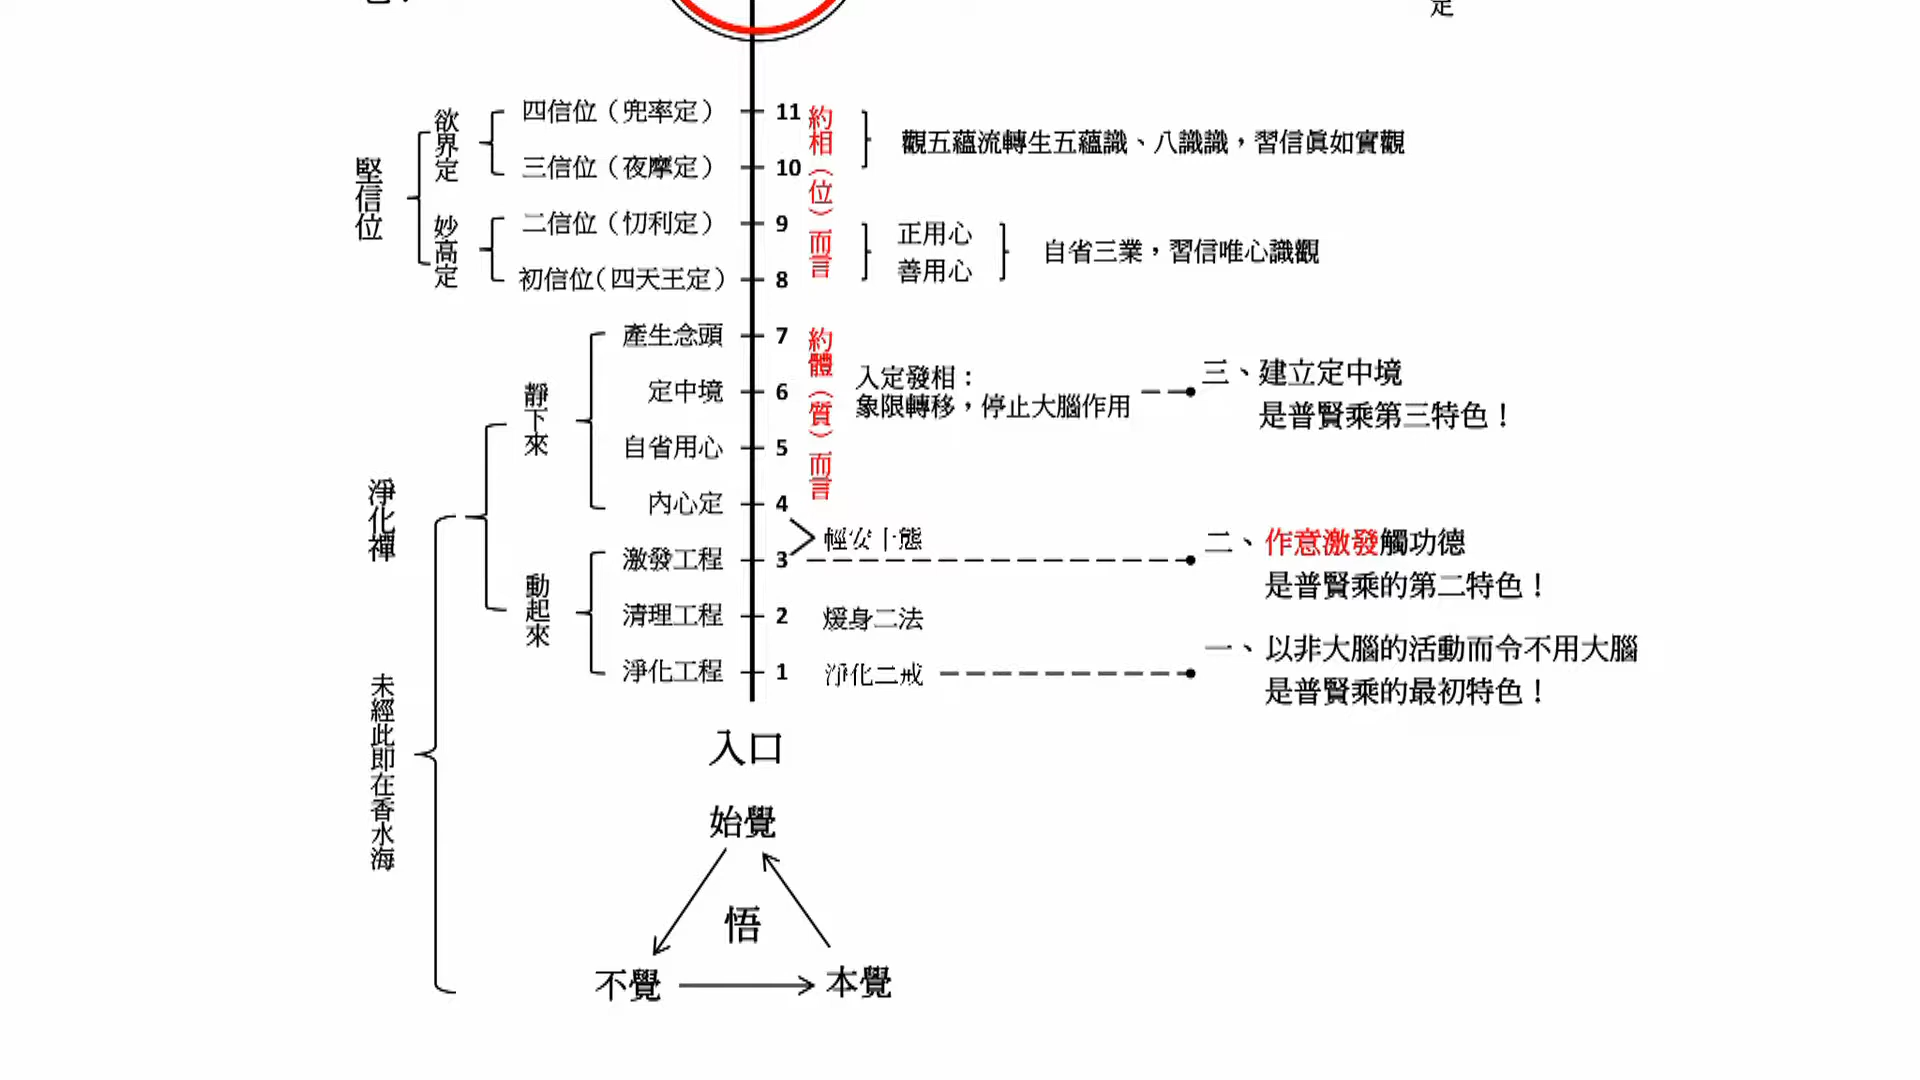 定
堅信位
欲界定
妙高定
四信位（兜率定）
11
三信位（夜摩定）
10
二信位（忉利定）
9
初信位（四天王定）
8
約相（位）而言
觀五蘊流轉生五蘊識、八識識，習信眞如實觀
正用心
善用心
自省三業，習信唯心識觀
淨化禪
靜下來
產生念頭
7
定中境
6
自省用心
5
內心定
4
約體（質）而言
入定發相：
象限轉移，停止大腦作用
三、建立定中境
是普賢乘第三特色！
動起來
激發工程
3
輕安十態
二、作意激發觸功德
是普賢乘的第二特色！
清理工程
2
煖身二法
淨化工程
1
淨化二戒
一、以非大腦的活動而令不用大腦
是普賢乘的最初特色！
未經此即在香水海
入口
始覺
悟
不覺
本覺